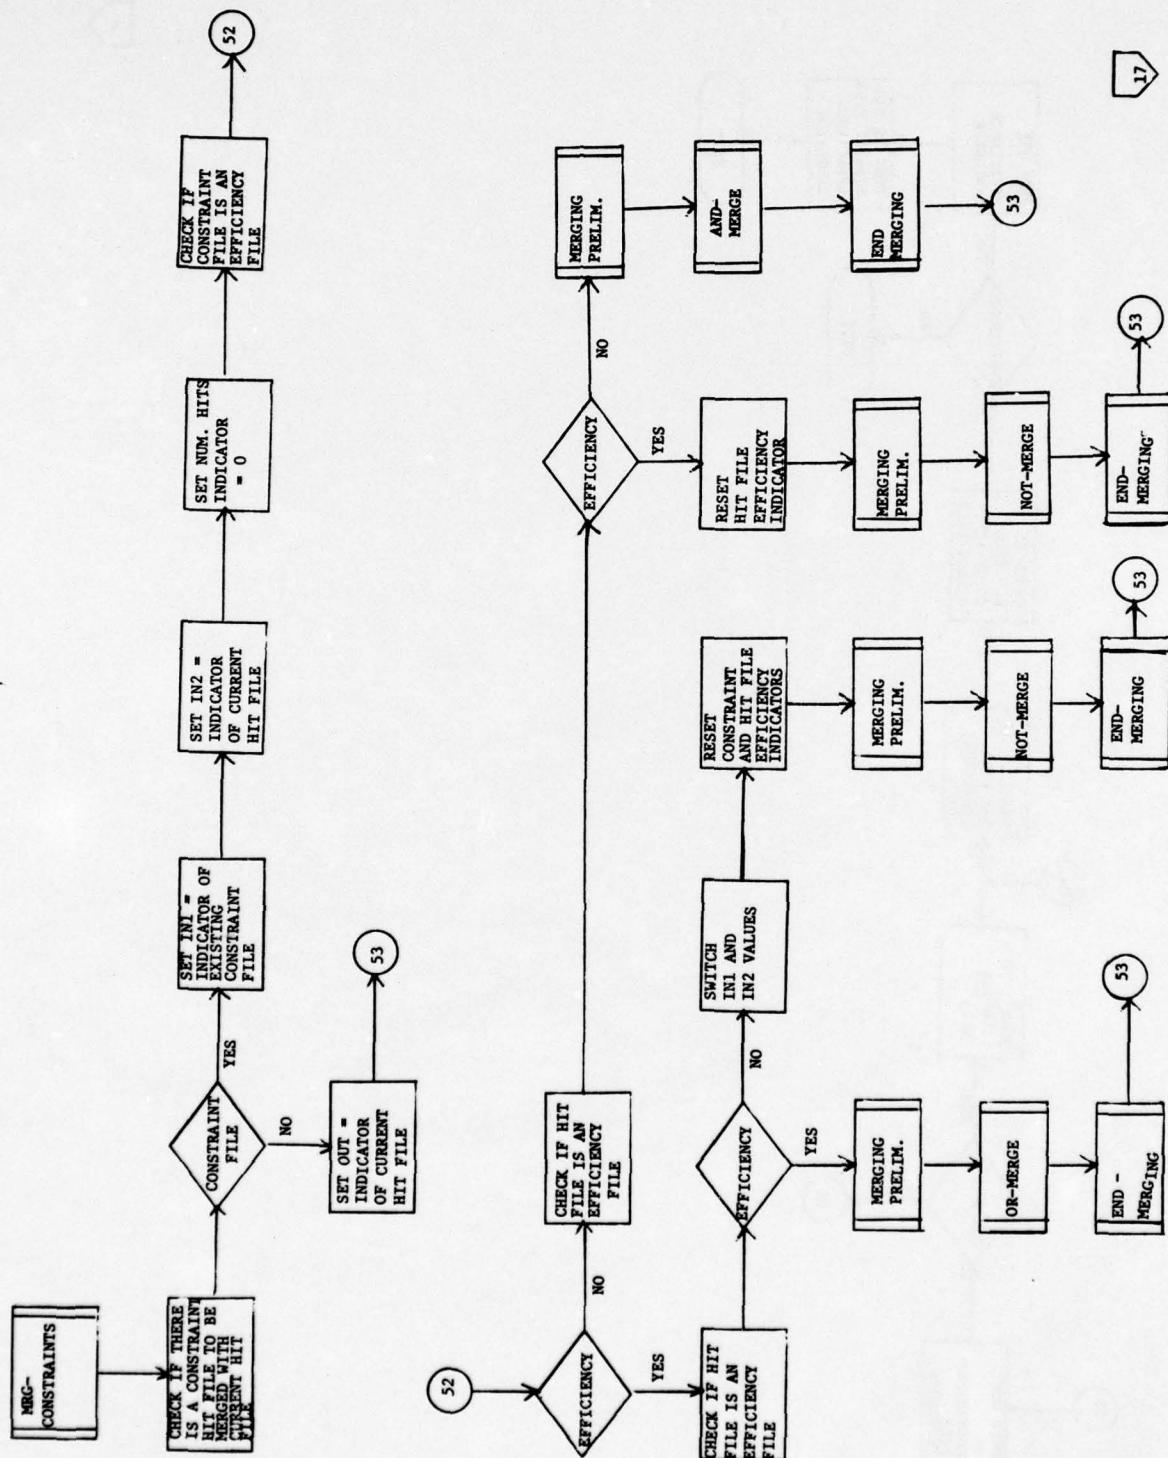 MRG-
CONSTRAINTS
CHECK IF THERE
IS A CONSTRAINT
HIT FILE TO BE
MERGED WITH
CURRENT HIT
FILE
CONSTRAINT
FILE
YES
NO
SET OUT =
INDICATOR
OF CURRENT
HIT FILE
53
SET IN1 =
INDICATOR OF
EXISTING
CONSTRAINT
FILE
SET IN2 =
INDICATOR
OF CURRENT
HIT FILE
SET NUM. HITS
INDICATOR
= 0
CHECK IF
CONSTRAINT
FILE IS AN
EFFICIENCY
FILE
52
52
EFFICIENCY
NO
YES
CHECK IF HIT
FILE IS AN
EFFICIENCY
FILE
EFFICIENCY
NO
YES
MERGING
PRELIM.
AND-
MERGE
END
MERGING
53
RESET
HIT FILE
EFFICIENCY
INDICATOR
MERGING
PRELIM.
NOT-MERGE
END-
MERGING
53
CHECK IF HIT
FILE IS AN
EFFICIENCY
FILE
EFFICIENCY
NO
YES
SWITCH
IN1 AND
IN2 VALUES
RESET
CONSTRAINT
AND HIT FILE
EFFICIENCY
INDICATORS
MERGING
PRELIM.
NOT-MERGE
END-
MERGING
53
MERGING
PRELIM.
OR-MERGE
END -
MERGING
53
17